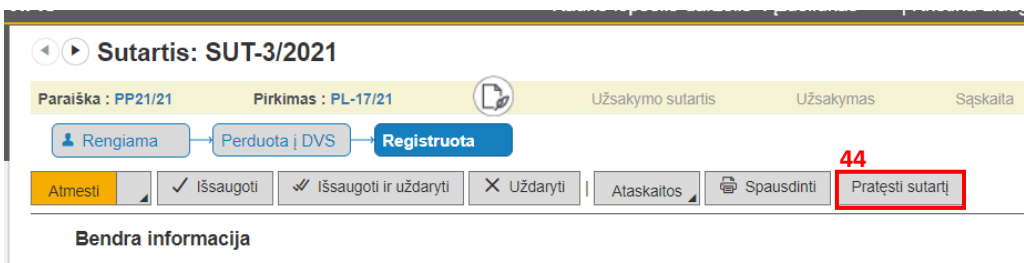 Sutartis: SUT-3/2021
Paraiška : PP21/21 Pirkimas : PL-17/21 Užsakymo sutartis Užsakymas Sąskaita
Rengiama Perduota į DVS Registruota
44
Atmesti Išsaugoti Išsaugoti ir uždaryti Uždaryti Ataskaitos Spausdinti Pratęsti sutartį
Bendra informacija